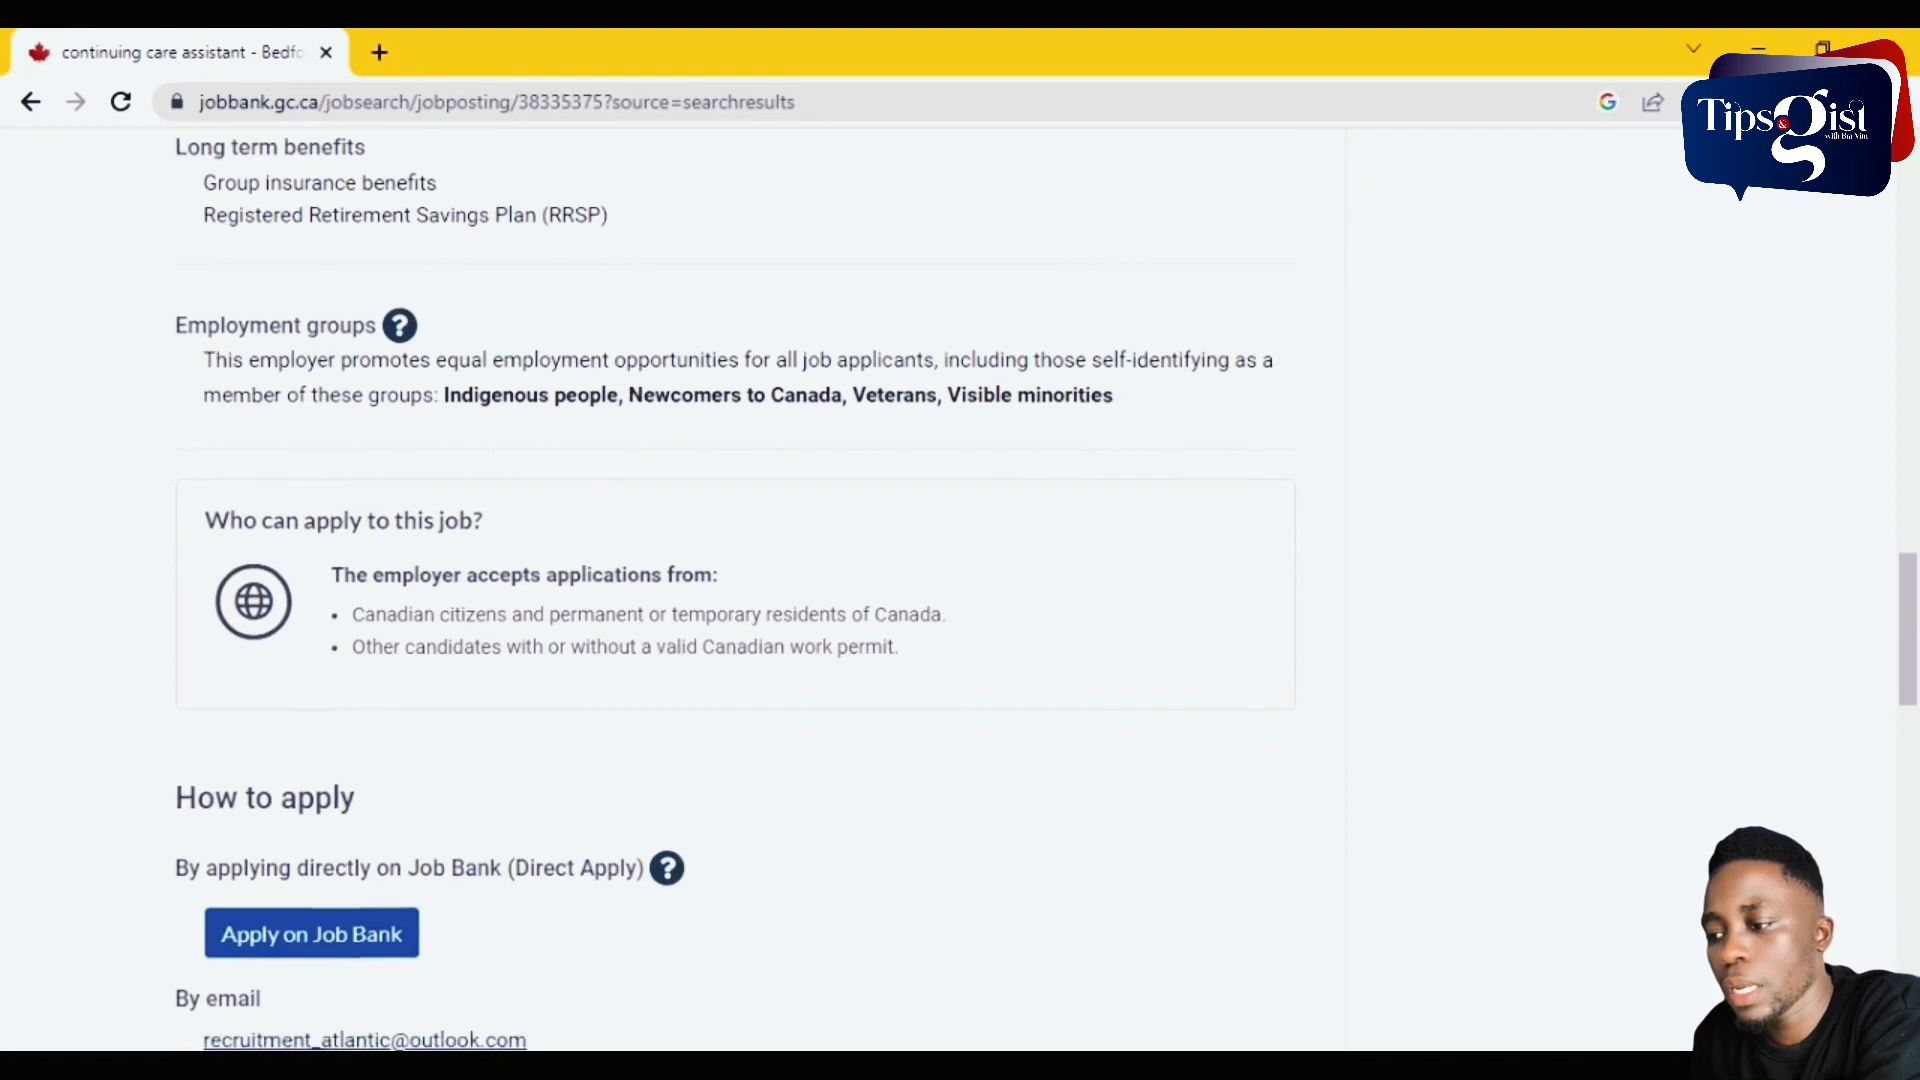 continuing care assistant - Bedfo
jobbank.gc.ca/jobsearch/jobposting/38335375?source=searchresults
Tips & gist
with Bra Vim
Long term benefits
Group insurance benefits
Registered Retirement Savings Plan (RRSP)
Employment groups ?
This employer promotes equal employment opportunities for all job applicants, including those self-identifying as a
member of these groups: Indigenous people, Newcomers to Canada, Veterans, Visible minorities
Who can apply to this job?
The employer accepts applications from:
• Canadian citizens and permanent or temporary residents of Canada.
• Other candidates with or without a valid Canadian work permit.
How to apply
By applying directly on Job Bank (Direct Apply) ?
Apply on Job Bank
By email
recruitment_atlantic@outlook.com